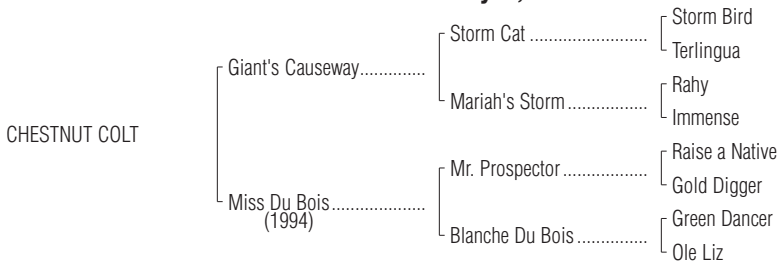 Storm Bird
Storm Cat ......................
Terlingua
Giant's Causeway..............
Rahy
Mariah's Storm...............
Immense
CHESTNUT COLT
Raise a Native
Mr. Prospector ................
Gold Digger
Miss Du Bois....................
(1994)
Green Dancer
Blanche Du Bois .............
Ole Liz